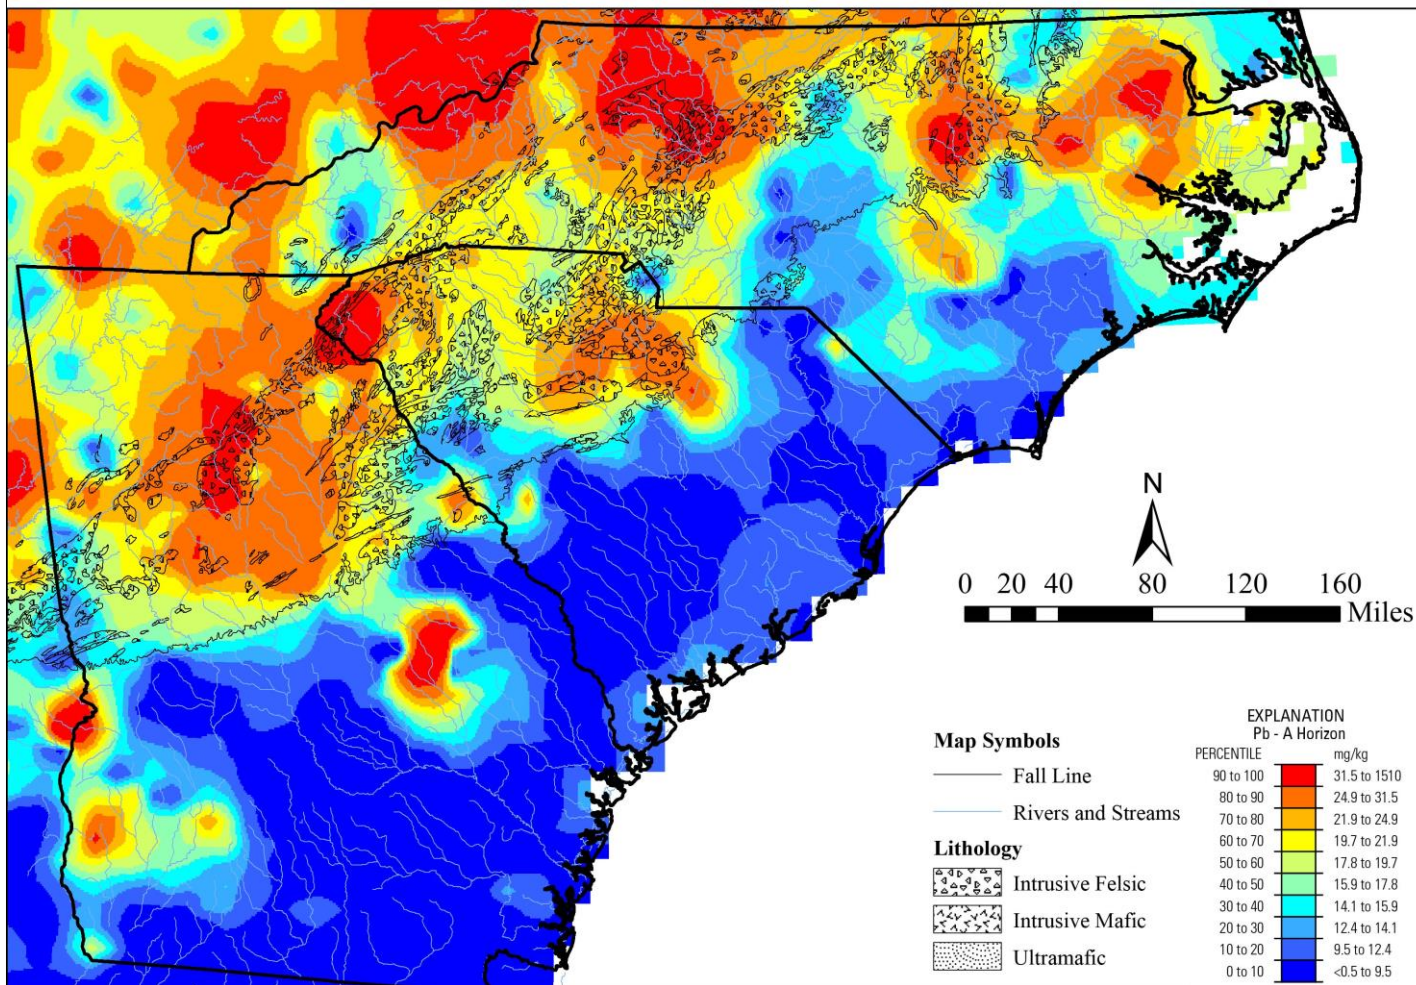 N
0 20 40 80 120 160
Miles
Map Symbols
Fall Line
Rivers and Streams
Lithology
Intrusive Felsic
Intrusive Mafic
Ultramafic
EXPLANATION
Pb - A Horizon
PERCENTILE mg/kg
90 to 100 31.5 to 1510
80 to 90 24.9 to 31.5
70 to 80 21.9 to 24.9
60 to 70 19.7 to 21.9
50 to 60 17.8 to 19.7
40 to 50 15.9 to 17.8
30 to 40 14.1 to 15.9
20 to 30 12.4 to 14.1
10 to 20 9.5 to 12.4
0 to 10 <0.5 to 9.5